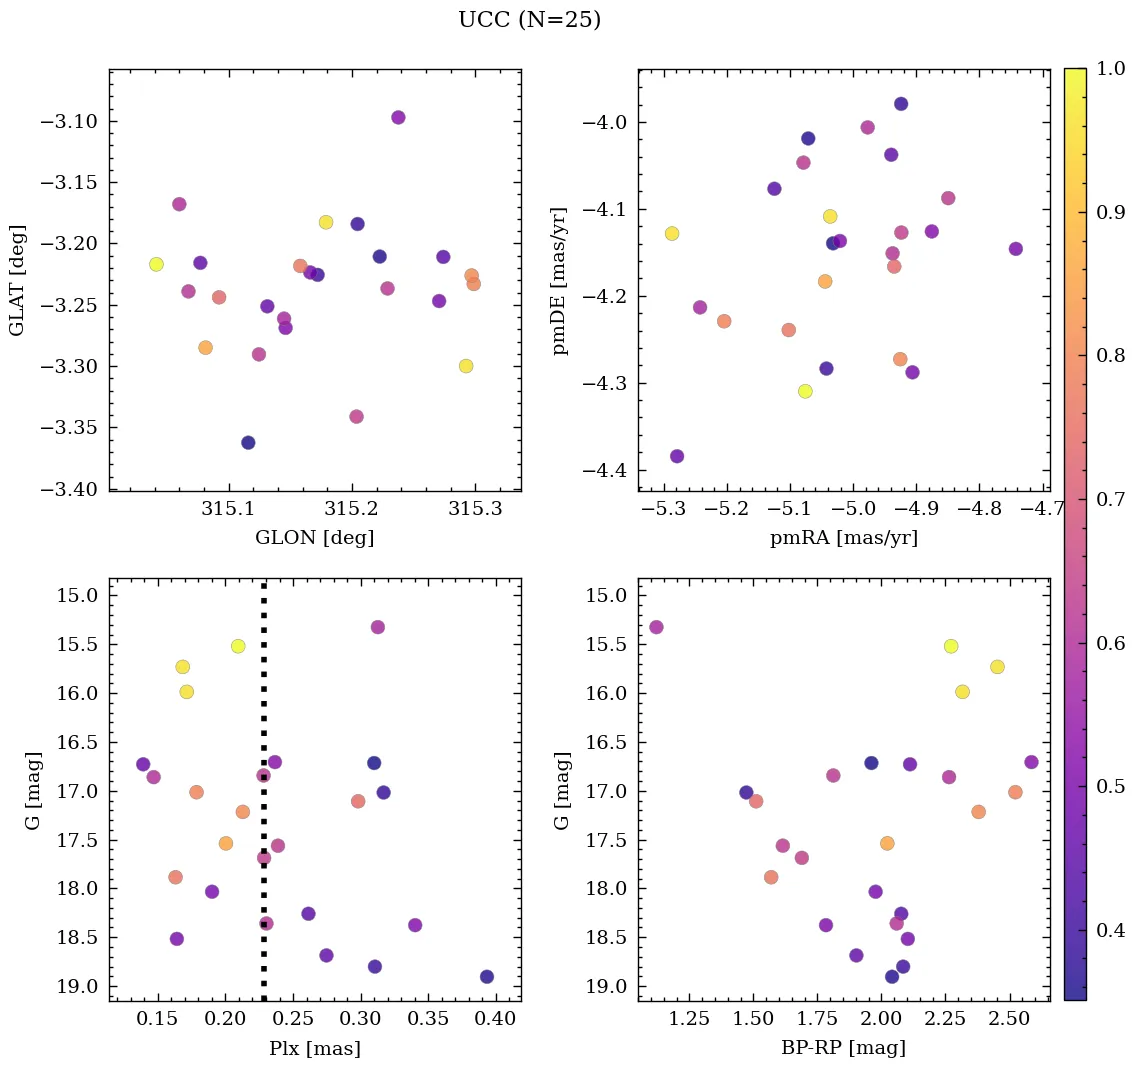 UCC (N=25)
−3.10
−3.15
−3.20
−3.25
−3.30
−3.35
−3.40
GLAT [deg]
315.1 315.2 315.3
GLON [deg]
−4.0
−4.1
−4.2
−4.3
−4.4
pmDE [mas/yr]
−5.3 −5.2 −5.1 −5.0 −4.9 −4.8 −4.7
pmRA [mas/yr]
1.0
0.9
0.8
0.7
0.6
0.5
0.4
15.0
15.5
16.0
16.5
17.0
17.5
18.0
18.5
19.0
G [mag]
0.15 0.20 0.25 0.30 0.35 0.40
Plx [mas]
15.0
15.5
16.0
16.5
17.0
17.5
18.0
18.5
19.0
G [mag]
1.25 1.50 1.75 2.00 2.25 2.50
BP-RP [mag]